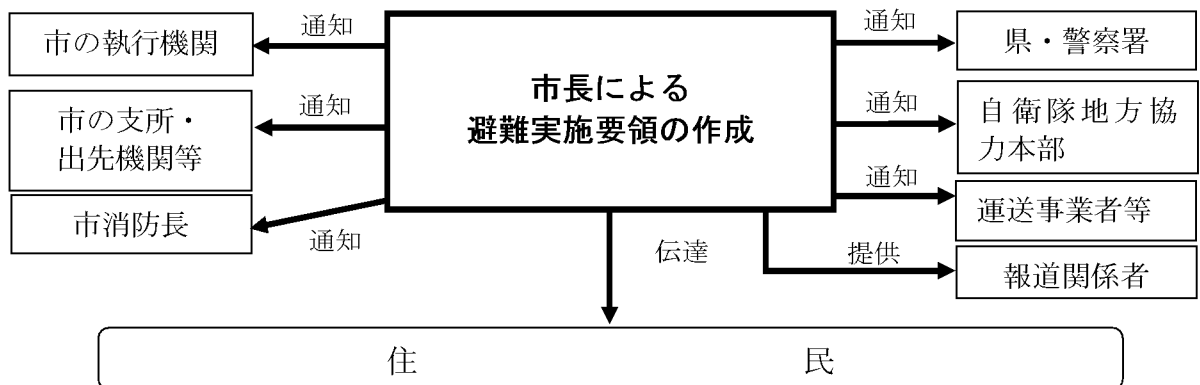 市の執行機関
通知
市長による
避難実施要領の作成
通知
県・警察署
市の支所・
出先機関等
通知
通知
自衛隊地方協
力本部
市消防長
通知
通知
運送事業者等
伝達
提供
報道関係者
住 民